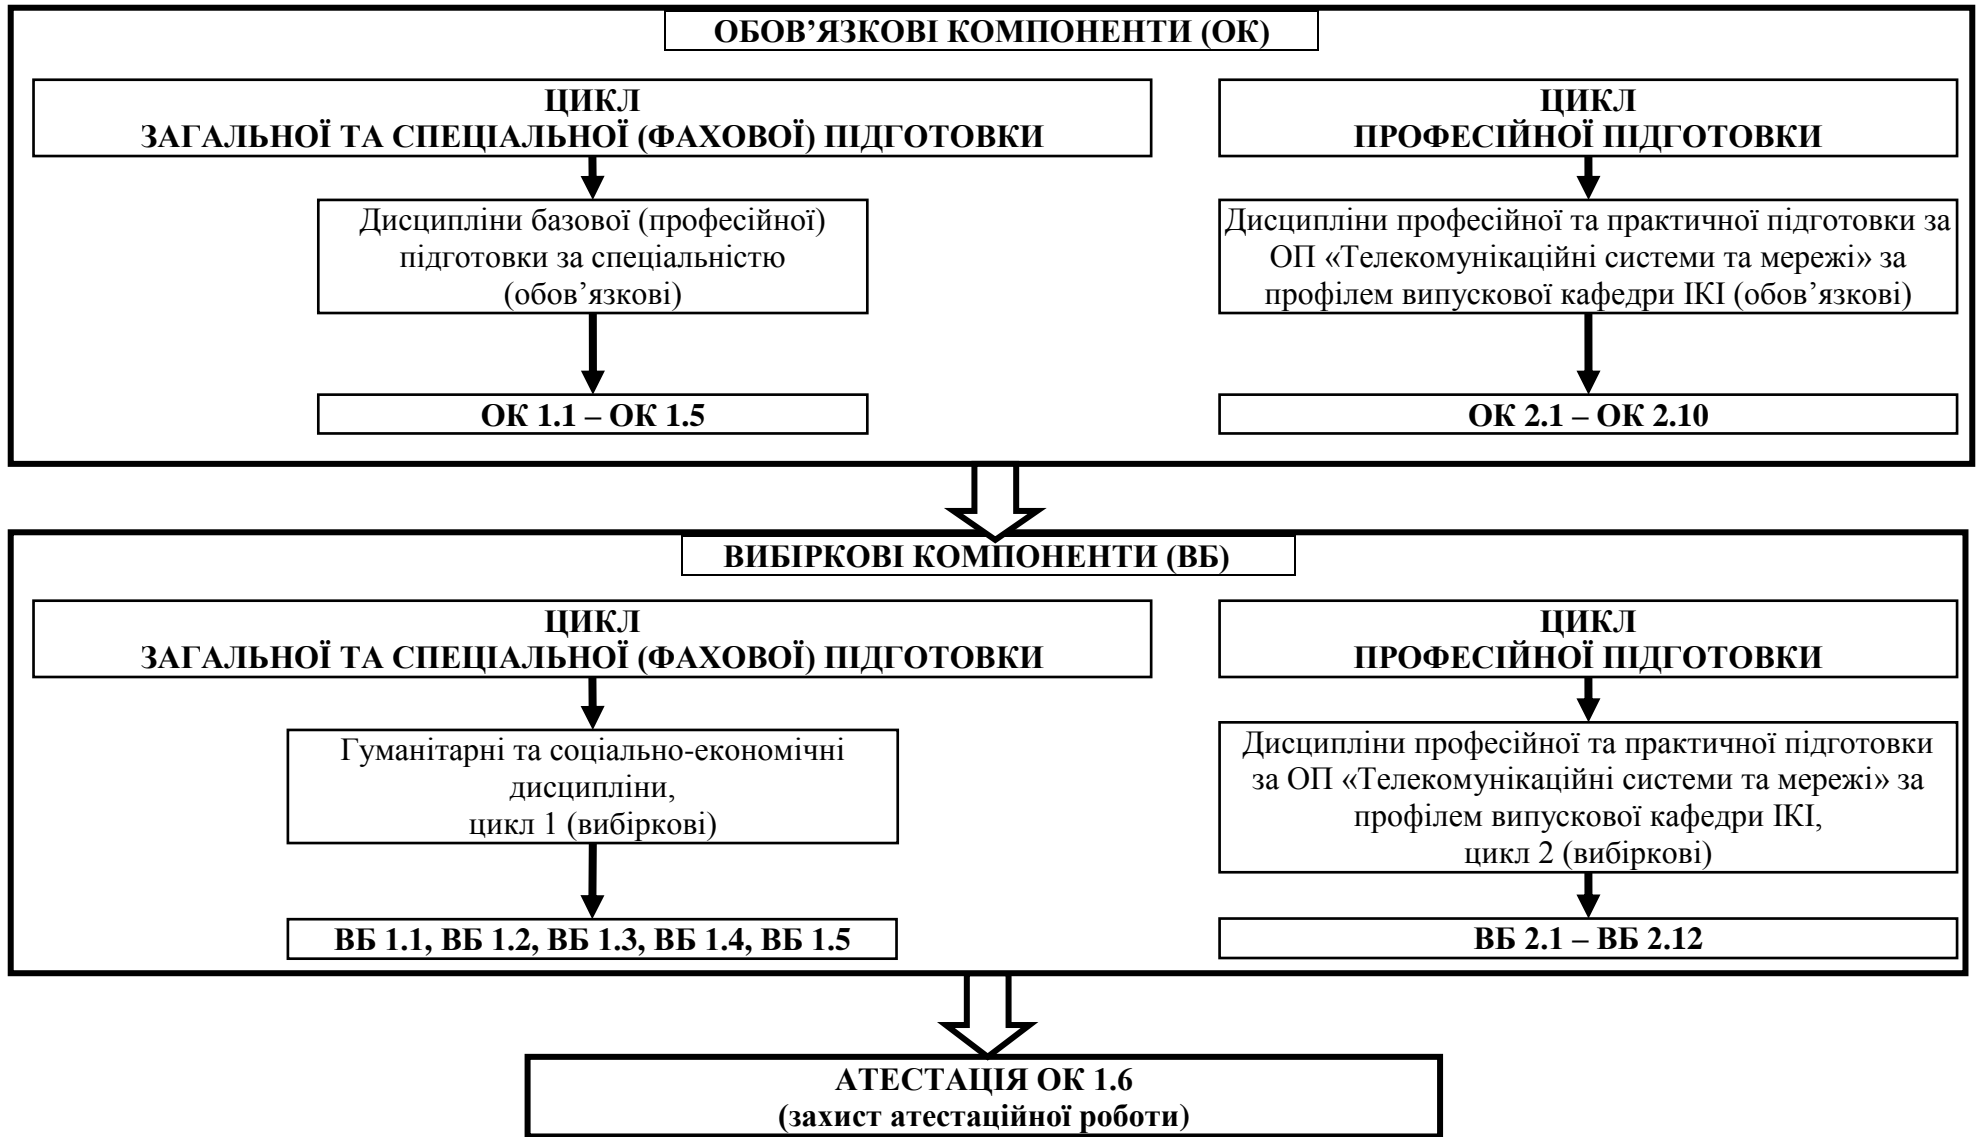 ОБОВ’ЯЗКОВІ КОМПОНЕНТИ (ОК)
ЦИКЛ
ЗАГАЛЬНОЇ ТА СПЕЦІАЛЬНОЇ (ФАХОВОЇ) ПІДГОТОВКИ
ЦИКЛ
ПРОФЕСІЙНОЇ ПІДГОТОВКИ
Дисципліни базової (професійної)
підготовки за спеціальністю
(обов’язкові)
Дисципліни професійної та практичної підготовки за
ОП «Телекомунікаційні системи та мережі» за
профілем випускової кафедри ІКІ (обов’язкові)
ОК 1.1 – ОК 1.5
ОК 2.1 – ОК 2.10
ВИБІРКОВІ КОМПОНЕНТИ (ВБ)
ЦИКЛ
ЗАГАЛЬНОЇ ТА СПЕЦІАЛЬНОЇ (ФАХОВОЇ) ПІДГОТОВКИ
ЦИКЛ
ПРОФЕСІЙНОЇ ПІДГОТОВКИ
Гуманітарні та соціально-економічні
дисципліни,
цикл 1 (вибіркові)
Дисципліни професійної та практичної підготовки
за ОП «Телекомунікаційні системи та мережі» за
профілем випускової кафедри ІКІ,
цикл 2 (вибіркові)
ВБ 1.1, ВБ 1.2, ВБ 1.3, ВБ 1.4, ВБ 1.5
ВБ 2.1 – ВБ 2.12
АТЕСТАЦІЯ ОК 1.6
(захист атестаційної роботи)